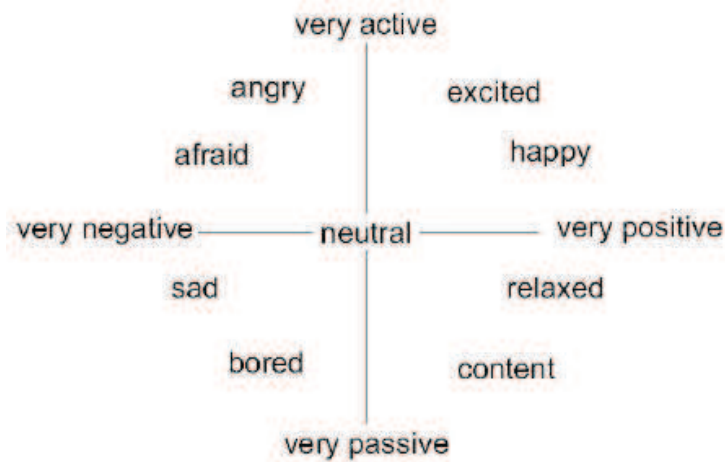 very active
angry excited
afraid happy
very negative neutral very positive
sad relaxed
bored content
very passive